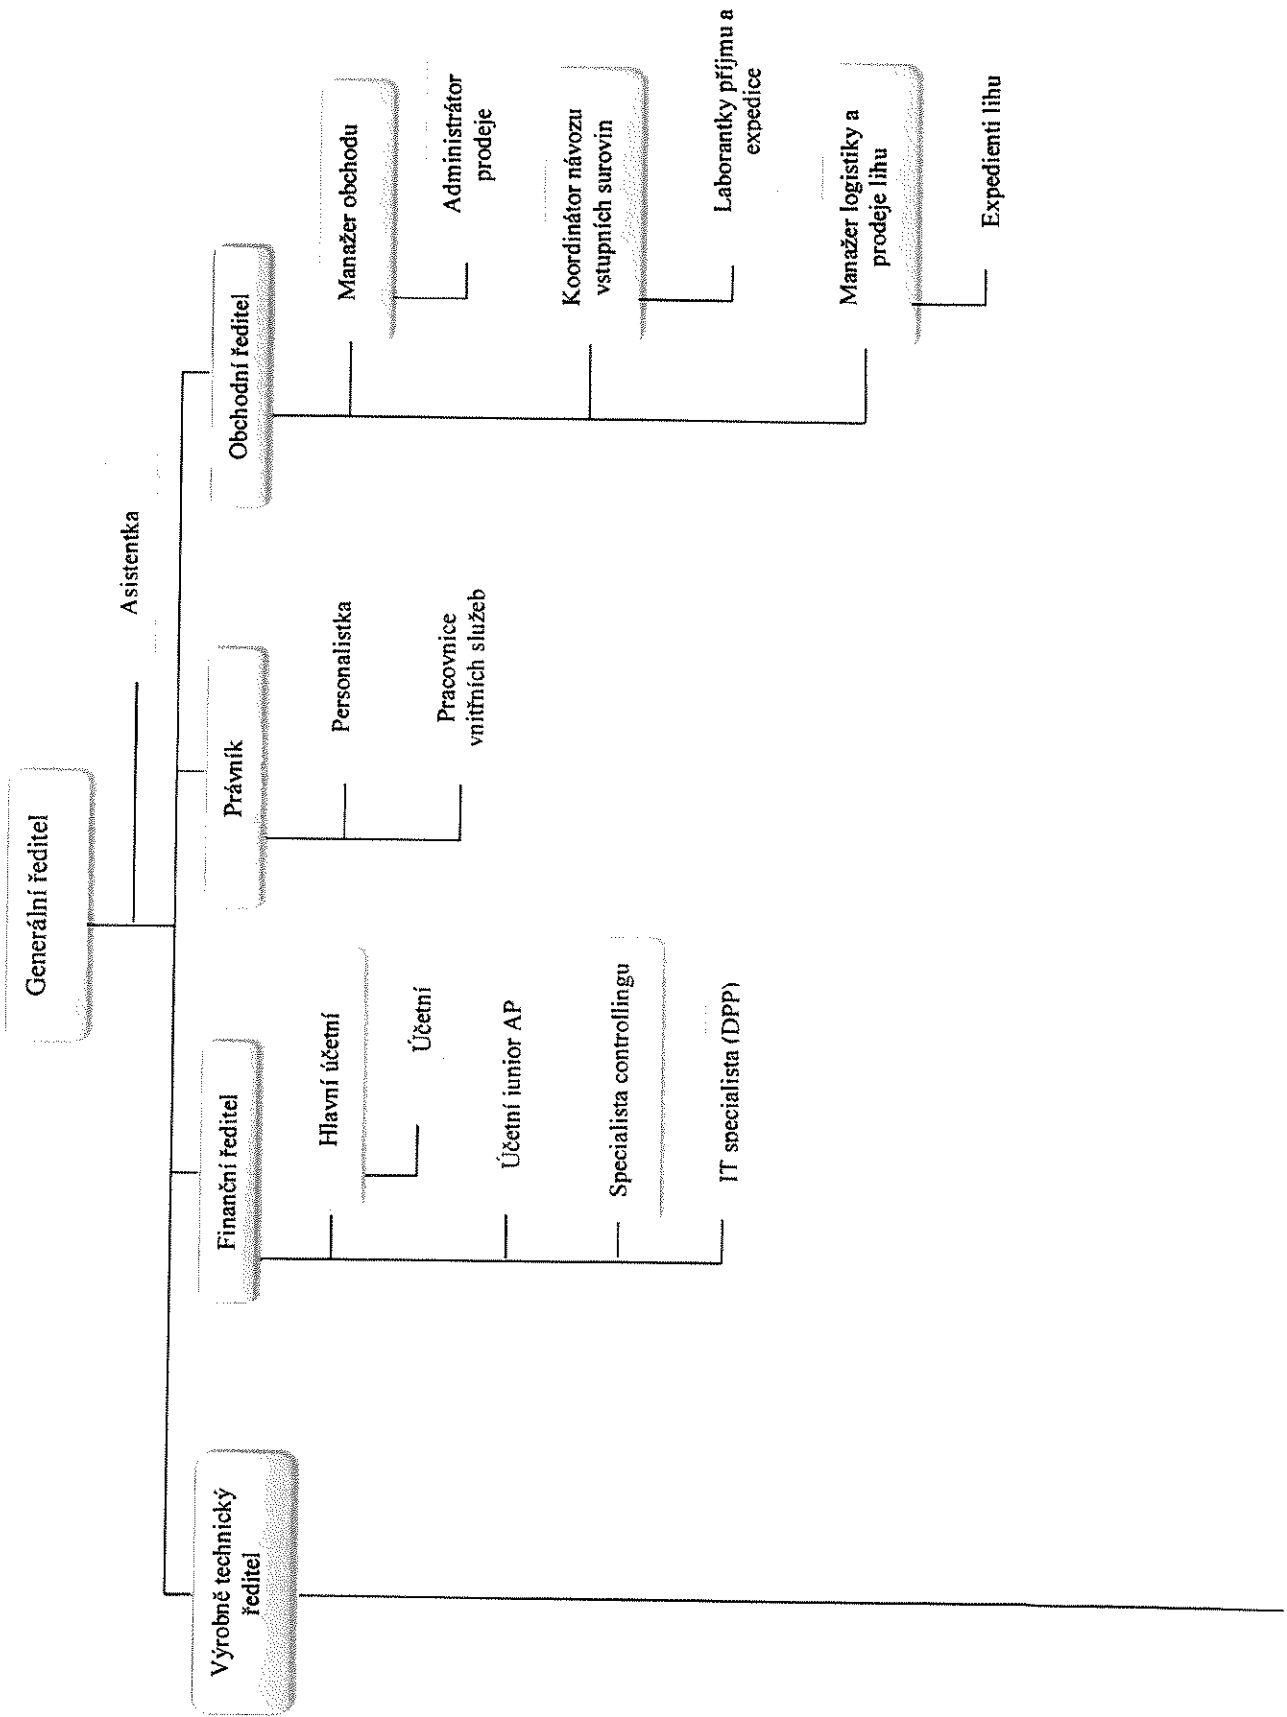 Generální ředitel
Asistentka
Výrobně technický
ředitel
Finanční ředitel
Hlavní účetní
Účetní
Účetní junior AP
Specialista controllingu
IT specialista (DPP)
Právník
Personalistka
Pracovnice
vnitřních služeb
Obchodní ředitel
Manažer obchodu
Administrátor
prodeje
Koordinátor návozu
vstupních surovin
Laborantky příjmu a
expedice
Manažer logistiky a
prodeje lihu
Expedienti lihu